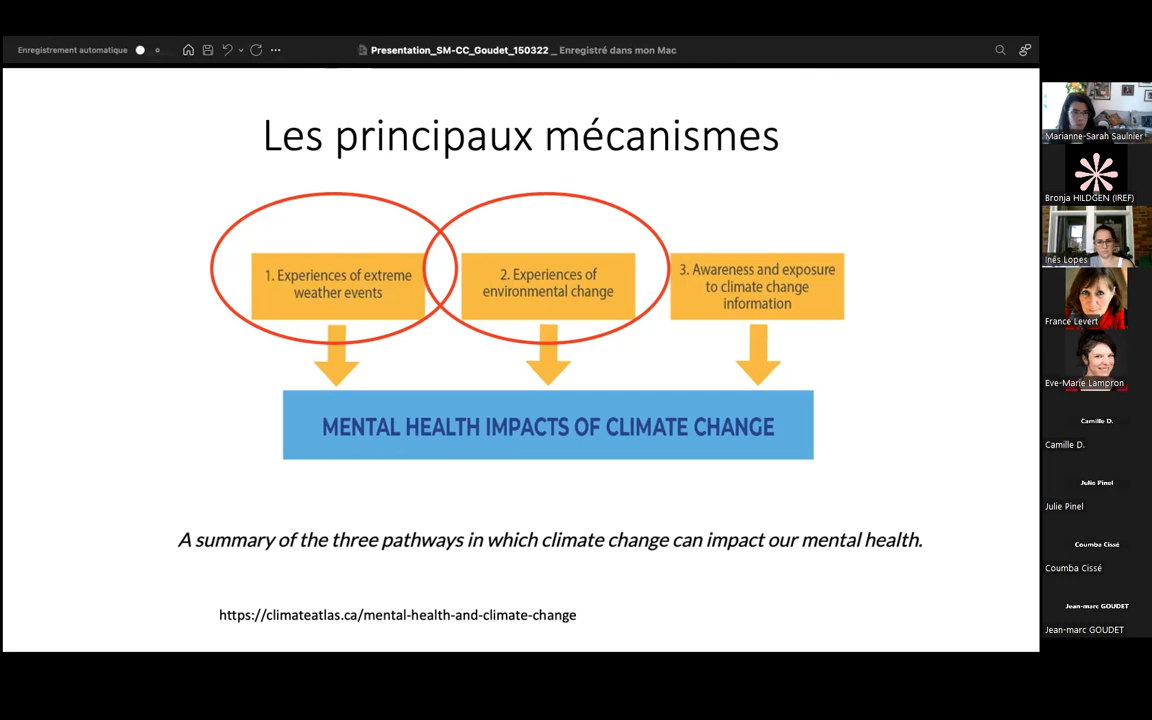 Enregistrement automatique
Presentation_SM-CC_Goudet_150322 _ Enregistré dans mon Mac
Les principaux mécanismes
1. Experiences of extreme
weather events
2. Experiences of
environmental change
3. Awareness and exposure
to climate change
information
MENTAL HEALTH IMPACTS OF CLIMATE CHANGE
A summary of the three pathways in which climate change can impact our mental health.
https://climateatlas.ca/mental-health-and-climate-change
Marianne-Sarah Saulnier
Bronja HILDGEN (IREF)
Inés Lopes
France Levert
Eve-Marie Lampron
Camille D.
Camille D.
Julie Pinel
Julie Pinel
Coumba Cissé
Coumba Cissé
Jean-marc GOUDET
Jean-marc GOUDET